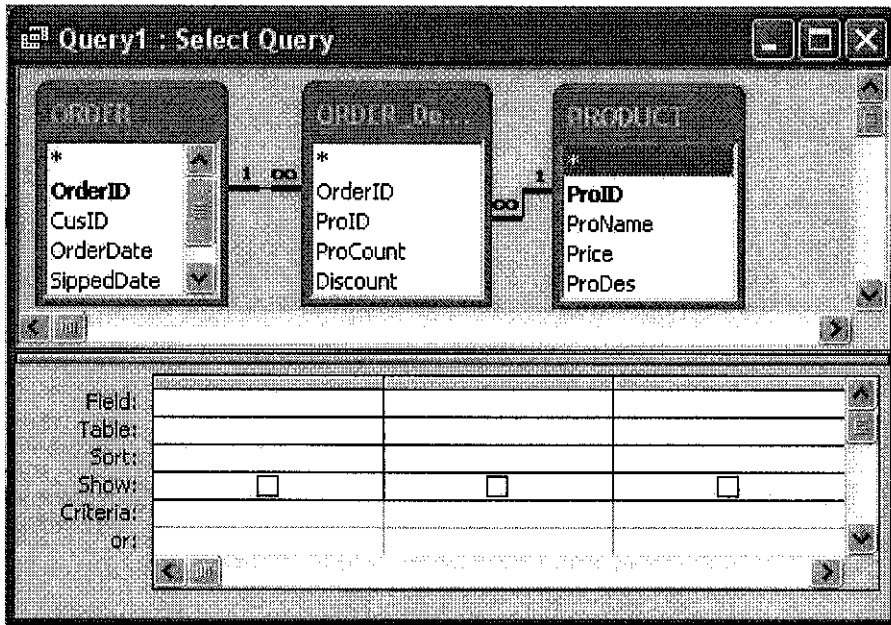 Query1 : Select Query
ORDER
*
OrderID
CusID
OrderDate
SippedDate
1 ∞
ORDER_De...
*
OrderID
ProID
ProCount
Discount
∞ 1
PRODUCT
*
ProID
ProName
Price
ProDes
Field:
Table:
Sort:
Show:
Criteria:
or: